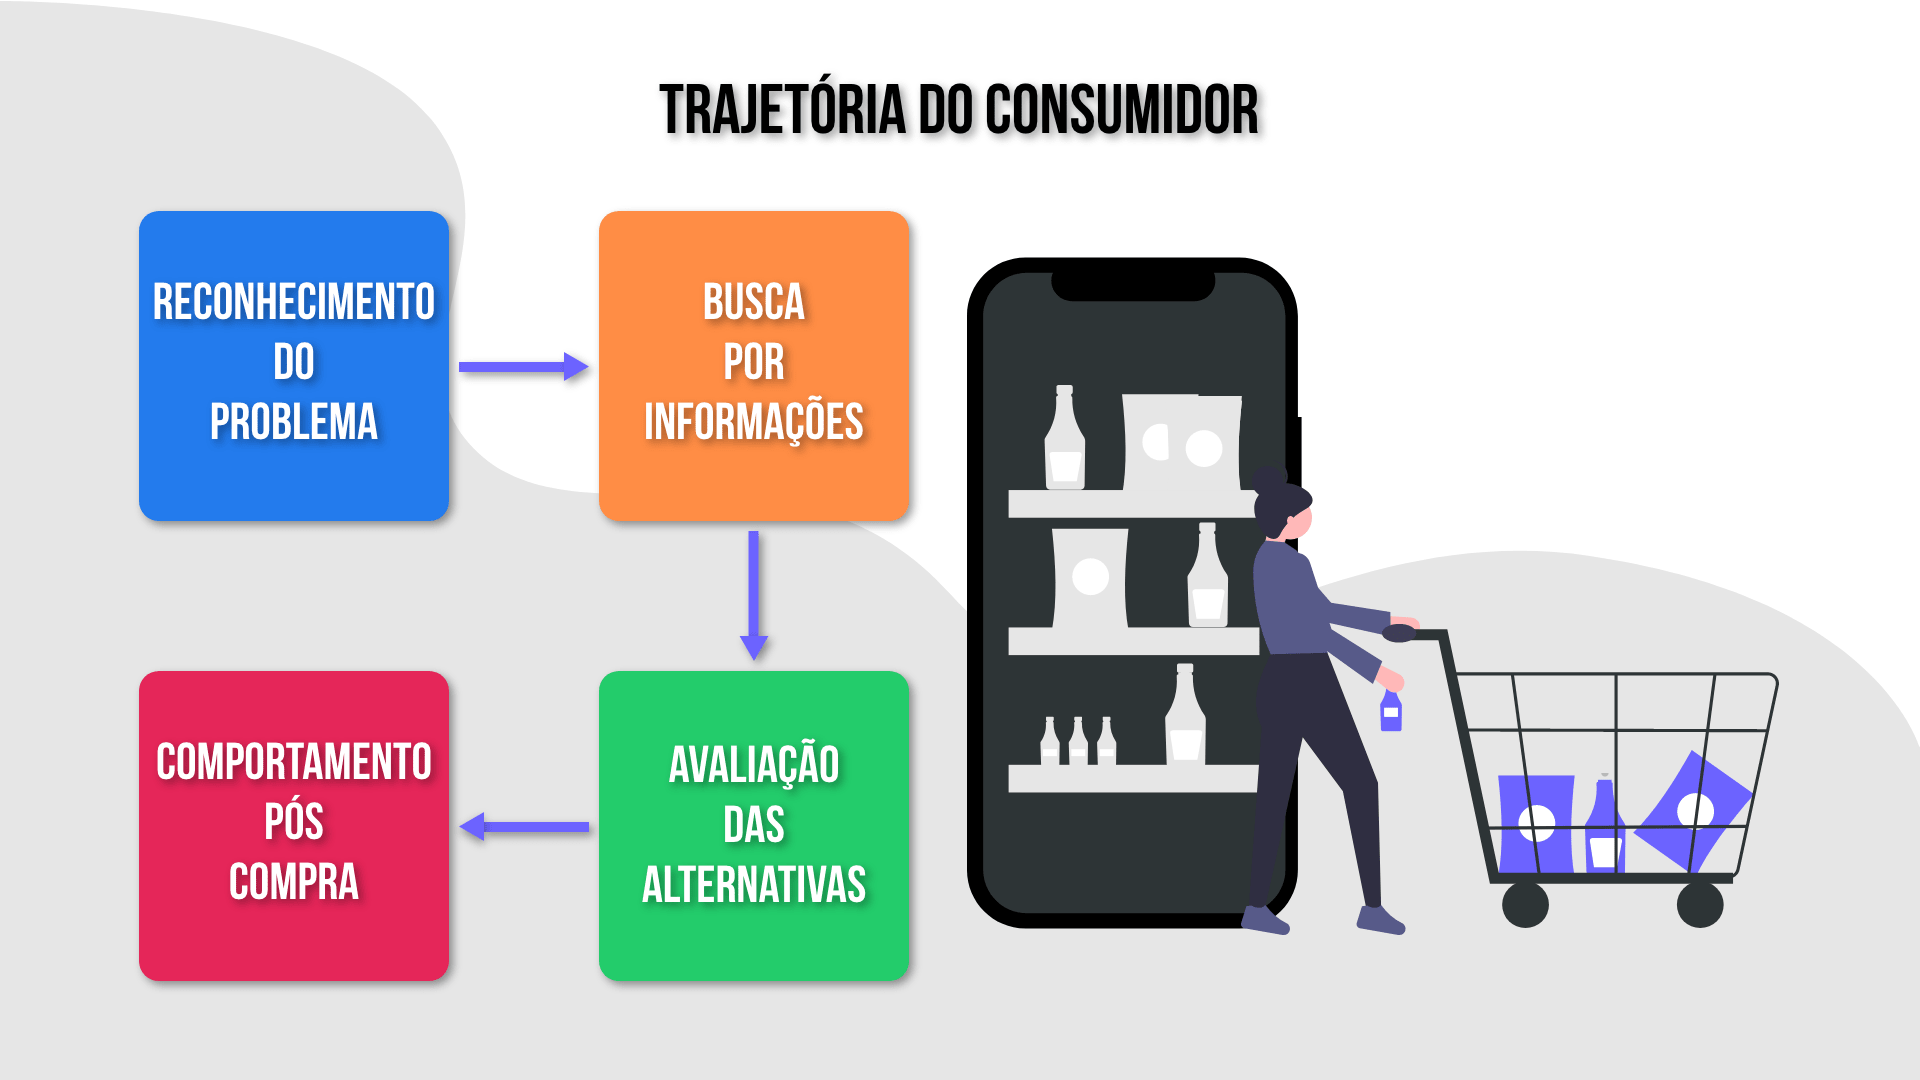 TRAJETÓRIA DO CONSUMIDOR
RECONHECIMENTO
DO
PROBLEMA
BUSCA
POR
INFORMAÇÕES
AVALIAÇÃO
DAS
ALTERNATIVAS
COMPORTAMENTO
PÓS
COMPRA